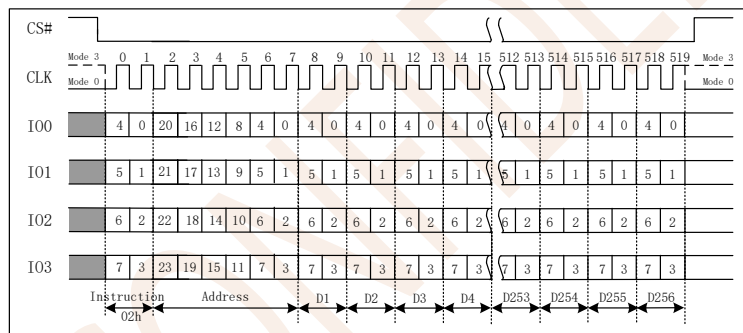 CS#
Mode 3 0 1 2 3 4 5 6 7 8 9 10 11 12 13 14 15 512 513 514 515 516 517 518 519 Mode 3
CLK
Mode 0 Mode 0
IO0 4 0 20 16 12 8 4 0 4 0 4 0 4 0 4 0 4 0 4 0 4 0 4 0
IO1 5 1 21 17 13 9 5 1 5 1 5 1 5 1 5 1 5 1 5 1 5 1 5 1
IO2 6 2 22 18 14 10 6 2 6 2 6 2 6 2 6 2 6 2 6 2 6 2 6 2
IO3 7 3 23 19 15 11 7 3 7 3 7 3 7 3 7 3 7 3 7 3 7 3 7 3
Instruction Address D1 D2 D3 D4 D253 D254 D255 D256
02h